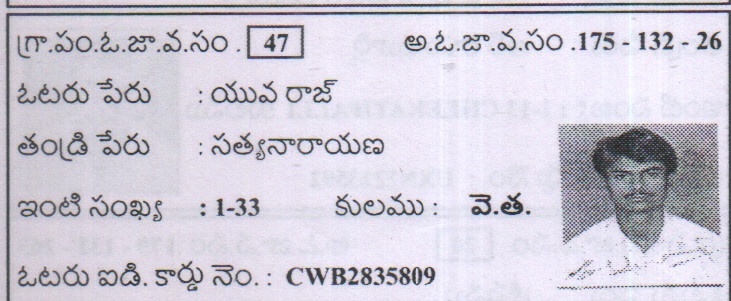 గ్రా.పం.ఓ.జా.వ.సం . 47 అ.ఓ.జా.వ.సం .175 - 132 - 26
ఓటరు పేరు : యువ రాజ్
తండ్రి పేరు : సత్యనారాయణ
ఇంటి సంఖ్య : 1-33 కులము : వె.త.
ఓటరు ఐడి. కార్డు నెం. : CWB2835809